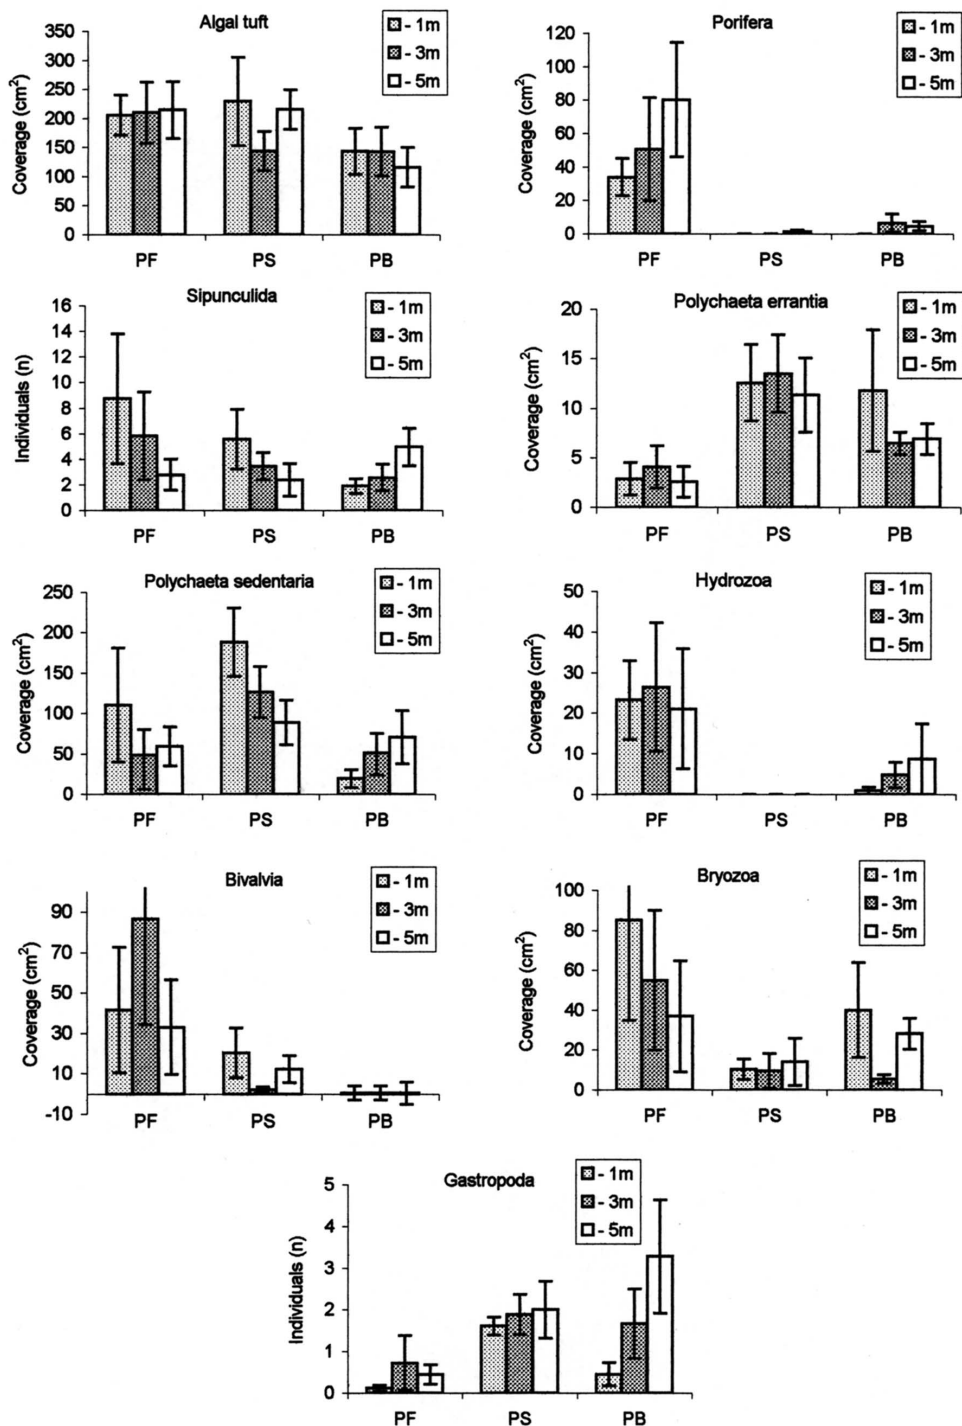 Algal tuft
- 1m
- 3m
- 5m
Coverage (cm²)
350
300
250
200
150
100
50
0
PF PS PB
Porifera
- 1m
- 3m
- 5m
Coverage (cm²)
120
100
80
60
40
20
0
PF PS PB
Sipunculida
- 1m
- 3m
- 5m
Individuals (n)
16
14
12
10
8
6
4
2
0
PF PS PB
Polychaeta errantia
- 1m
- 3m
- 5m
Coverage (cm²)
20
15
10
5
0
PF PS PB
Polychaeta sedentaria
- 1m
- 3m
- 5m
Coverage (cm²)
250
200
150
100
50
0
PF PS PB
Hydrozoa
- 1m
- 3m
- 5m
Coverage (cm²)
50
40
30
20
10
0
PF PS PB
Bivalvia
- 1m
- 3m
- 5m
Coverage (cm²)
90
70
50
30
10
-10
PF PS PB
Bryozoa
- 1m
- 3m
- 5m
Coverage (cm²)
100
80
60
40
20
0
PF PS PB
Gastropoda
- 1m
- 3m
- 5m
Individuals (n)
5
4
3
2
1
0
PF PS PB